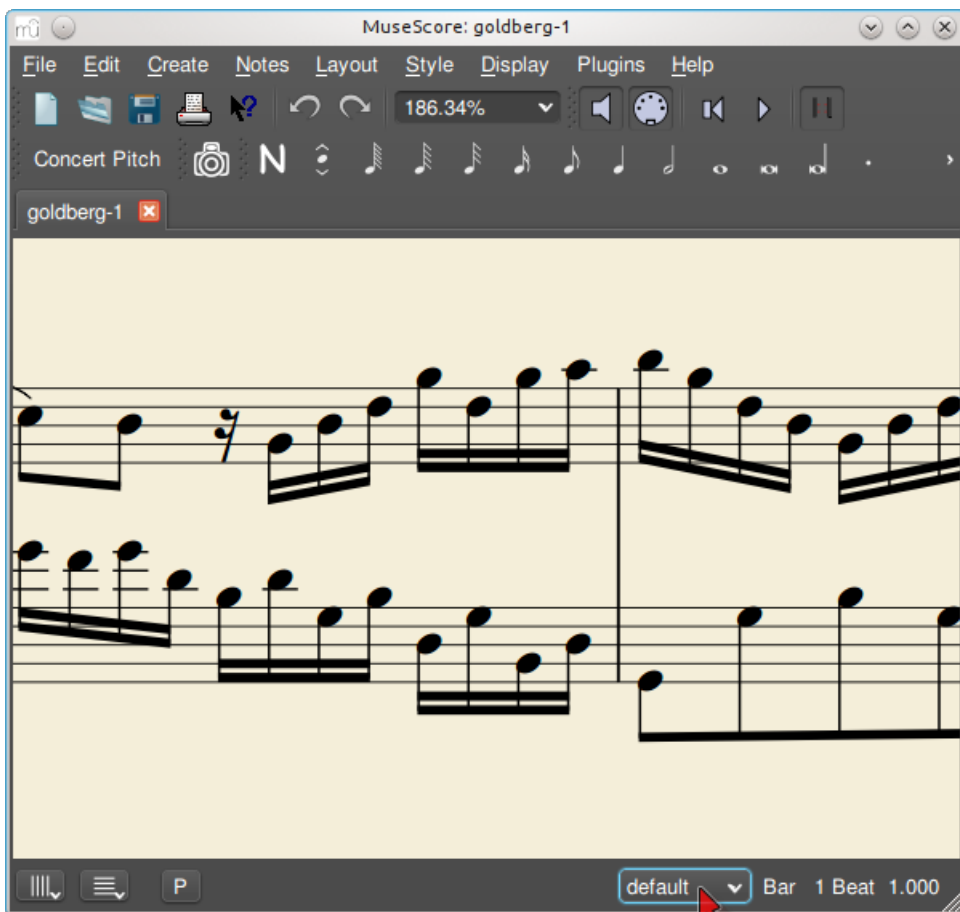 mû MuseScore: goldberg-1
File Edit Create Notes Layout Style Display Plugins Help
186.34%
Concert Pitch N
goldberg-1
P default Bar 1 Beat 1.000